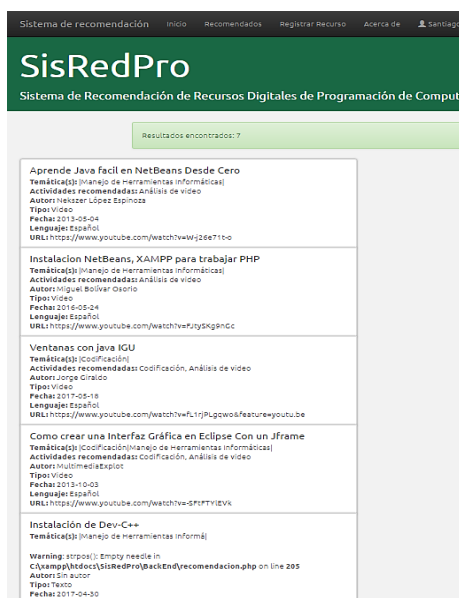 Sistema de recomendación Inicio Recomendados Registrar Recurso Acerca de Santiago
SisRedPro
Sistema de Recomendación de Recursos Digitales de Programación de Comput
Resultados encontrados: 7
Aprende Java facil en NetBeans Desde Cero
Temática(s): |Manejo de Herramientas Informáticas|
Actividades recomendadas: Análisis de video
Autor: Nekszer López Espinoza
Tipo: Video
Fecha: 2013-05-04
Lenguaje: Español
URL: https://www.youtube.com/watch?v=W-j26e71t-o
Instalacion NetBeans, XAMPP para trabajar PHP
Temática(s): |Manejo de Herramientas Informáticas|
Actividades recomendadas: Análisis de video
Autor: Miguel Bolívar Osorio
Tipo: Video
Fecha: 2016-05-24
Lenguaje: Español
URL: https://www.youtube.com/watch?v=FJtySKg9nGc
Ventanas con java IGU
Temática(s): |Codificación|
Actividades recomendadas: Codificación, Análisis de video
Autor: Jorge Giraldo
Tipo: Video
Fecha: 2017-05-18
Lenguaje: Español
URL: https://www.youtube.com/watch?v=fL1rjPLgqwo&feature=youtu.be
Como crear una Interfaz Gráfica en Eclipse Con un Jframe
Temática(s): |Codificación|Manejo de Herramientas Informáticas|
Actividades recomendadas: Codificación, Análisis de video
Autor: MultimediaExplot
Tipo: Video
Fecha: 2013-10-03
Lenguaje: Español
URL: https://www.youtube.com/watch?v=-SFtFTYlEVk
Instalación de Dev-C++
Temática(s): |Manejo de Herramientas Informá|
Warning: strpos(): Empty needle in
C:\xampp\htdocs\SisRedPro\BackEnd\recomendacion.php on line 205
Autor: Sin autor
Tipo: Texto
Fecha: 2017-04-30